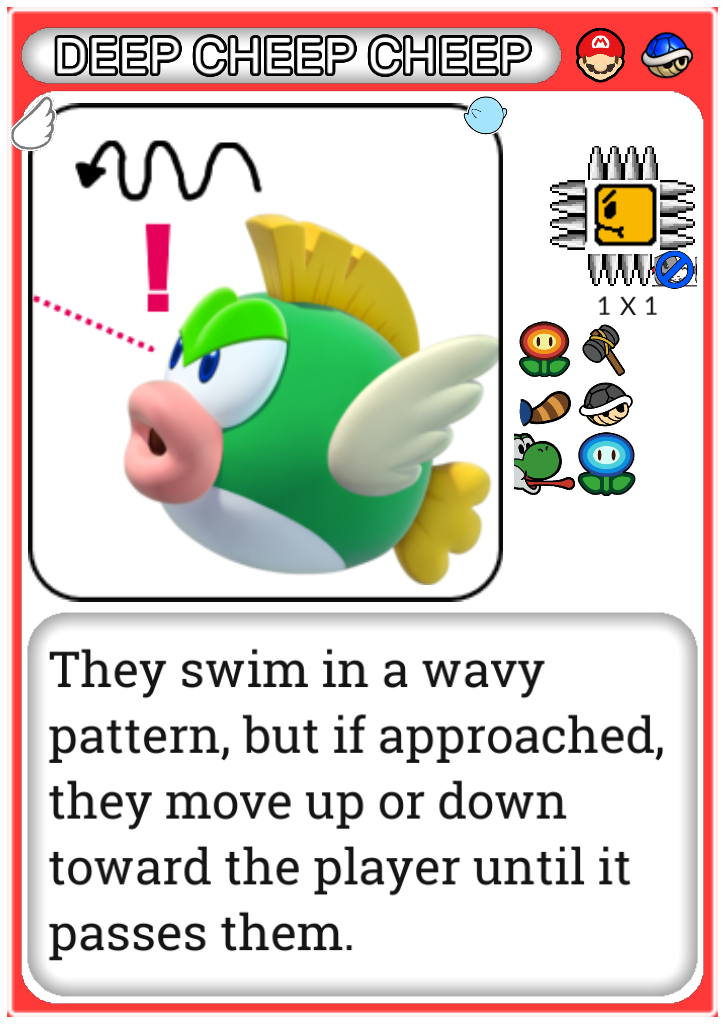 DEEP CHEEP CHEEP
!
1 X 1
They swim in a wavy
pattern, but if approached,
they move up or down
toward the player until it
passes them.